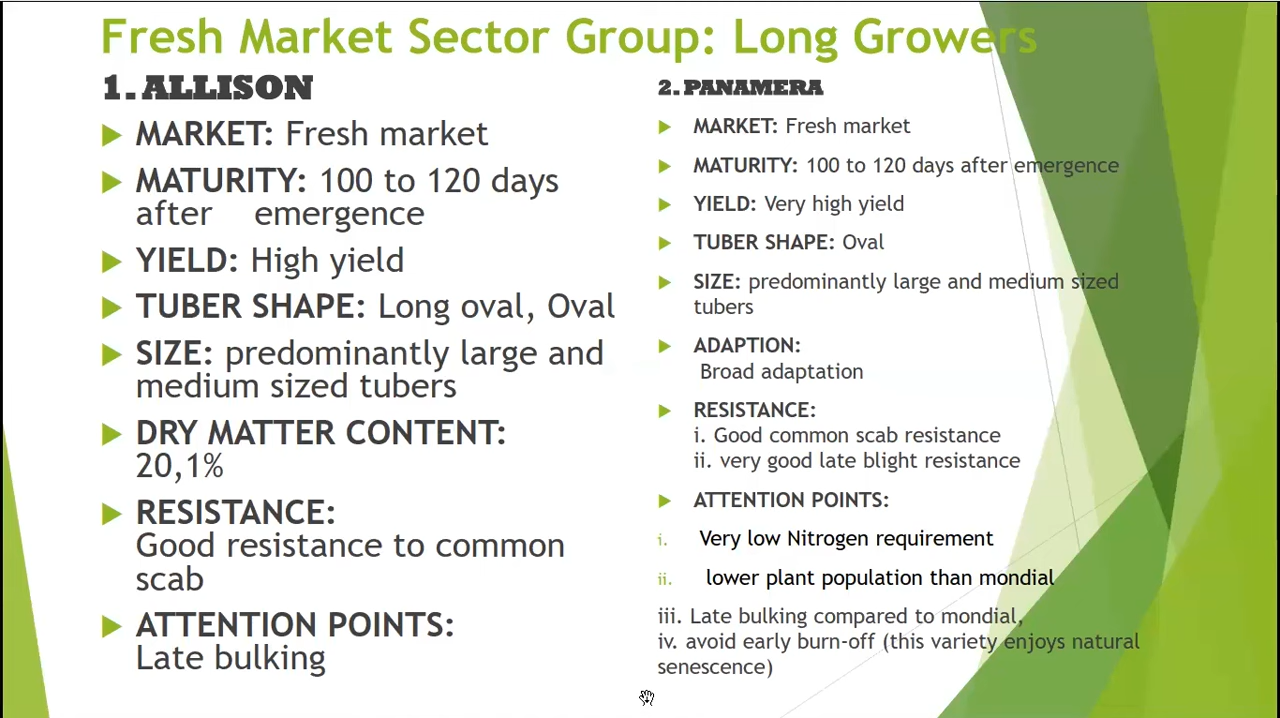 Fresh Market Sector Group: Long Growers
1. ALLISON
MARKET: Fresh market
MATURITY: 100 to 120 days
after emergence
YIELD: High yield
TUBER SHAPE: Long oval, Oval
SIZE: predominantly large and
medium sized tubers
DRY MATTER CONTENT:
20,1%
RESISTANCE:
Good resistance to common
scab
ATTENTION POINTS:
Late bulking
2. PANAMERA
MARKET: Fresh market
MATURITY: 100 to 120 days after emergence
YIELD: Very high yield
TUBER SHAPE: Oval
SIZE: predominantly large and medium sized
tubers
ADAPTION:
Broad adaptation
RESISTANCE:
i. Good common scab resistance
ii. very good late blight resistance
ATTENTION POINTS:
i. Very low Nitrogen requirement
ii. lower plant population than mondial
iii. Late bulking compared to mondial,
iv. avoid early burn-off (this variety enjoys natural
senescence)